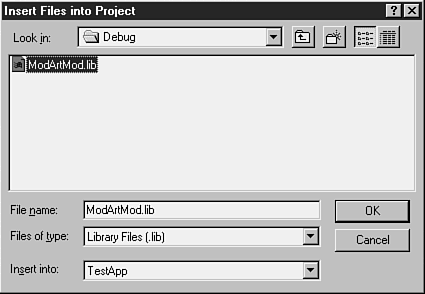 Insert Files into Project
Look in: Debug
ModArtMod.lib
File name: ModArtMod.lib OK
Files of type: Library Files (.lib) Cancel
Insert into: TestApp